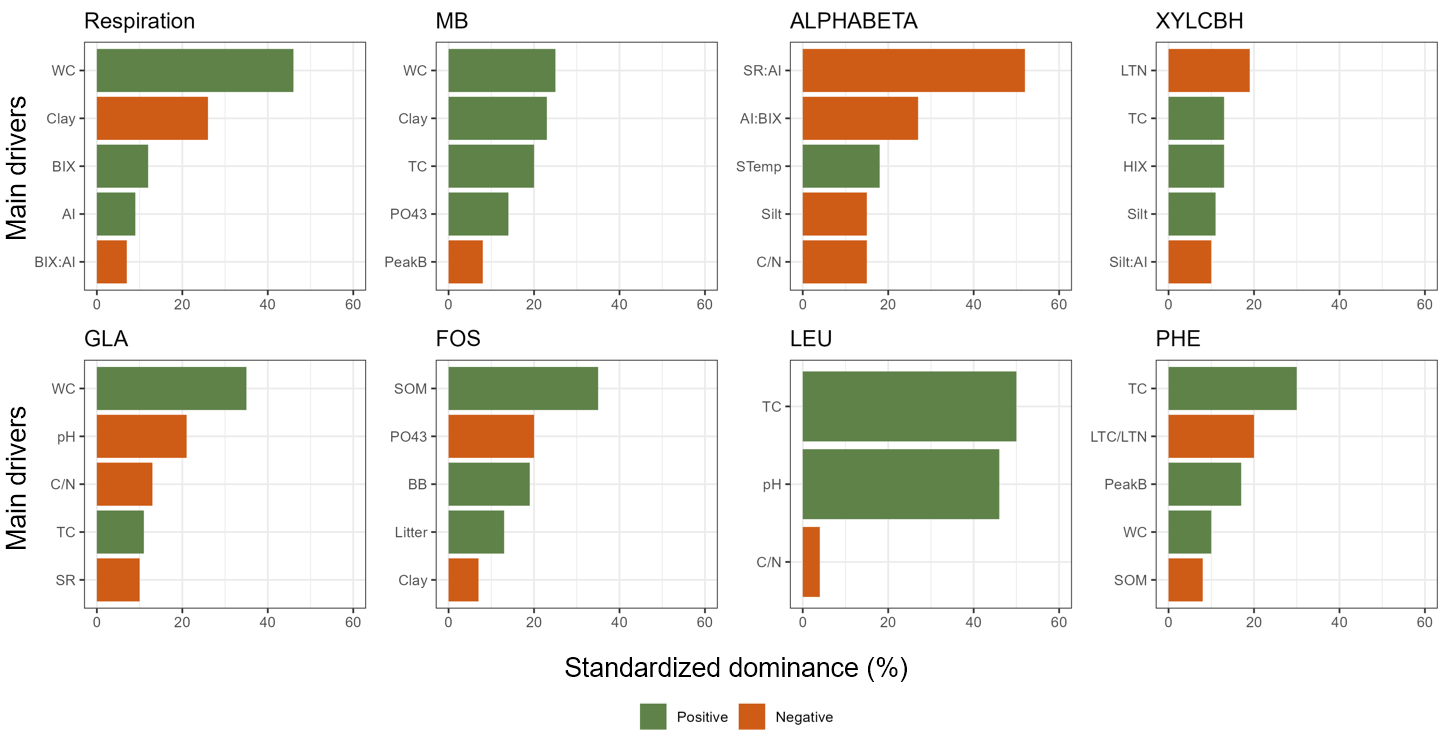 Respiration
MB
ALPHABETA
XYLCBH
Main drivers
WC
Clay
BIX
AI
BIX:AI
0 20 40 60
WC
Clay
TC
PO43
PeakB
0 20 40 60
SR:AI
AI:BIX
STemp
Silt
C/N
0 20 40 60
LTN
TC
HIX
Silt
Silt:AI
0 20 40 60
GLA
FOS
LEU
PHE
Main drivers
WC
pH
C/N
TC
SR
0 20 40 60
SOM
PO43
BB
Litter
Clay
0 20 40 60
TC
pH
C/N
0 20 40 60
TC
LTC/LTN
PeakB
WC
SOM
0 20 40 60
Standardized dominance (%)
Positive Negative